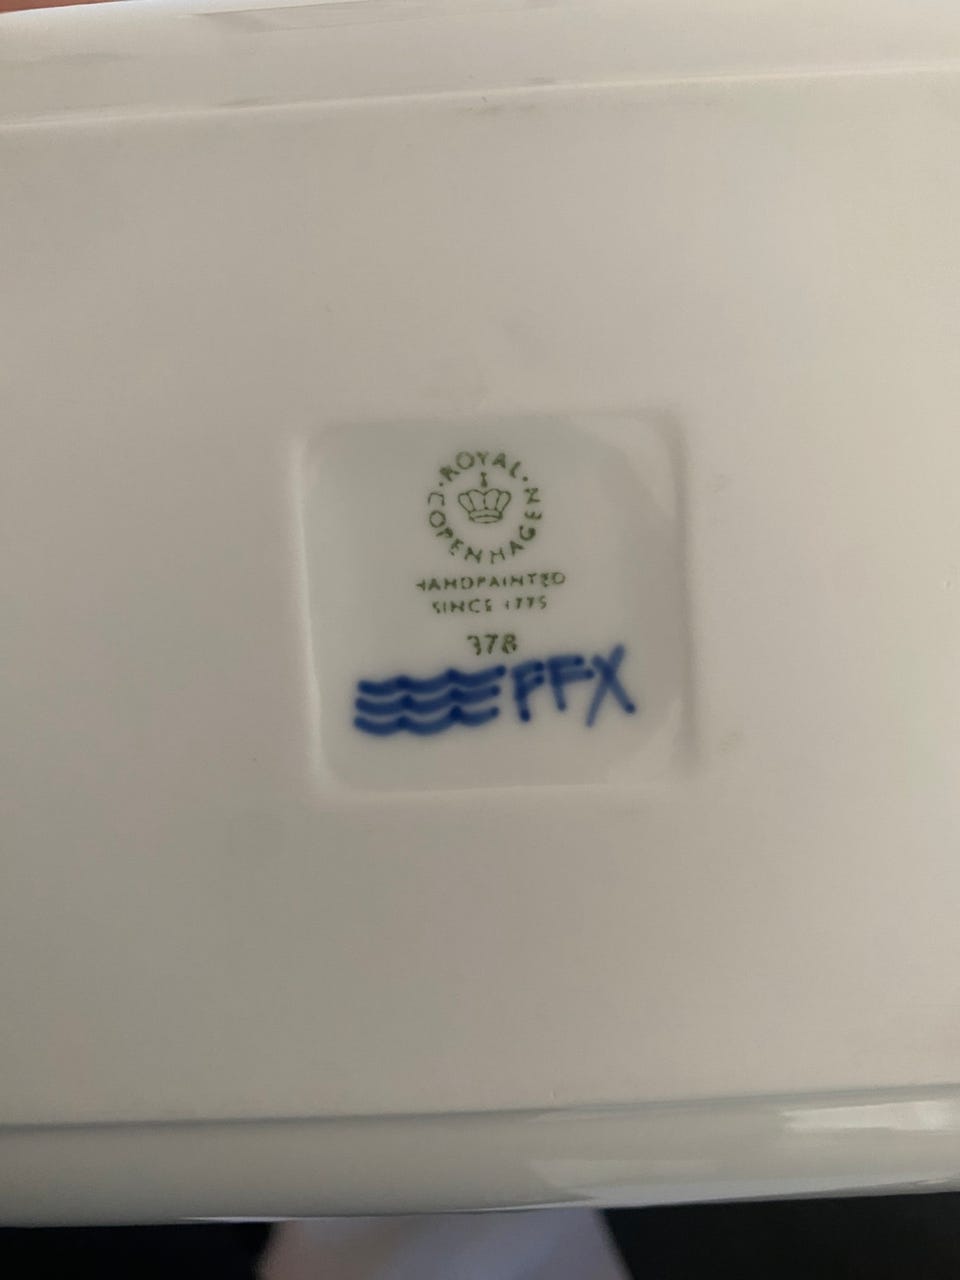 ROYAL COPENHAGEN
HANDPAINTED
SINCE 1775
378
FFX